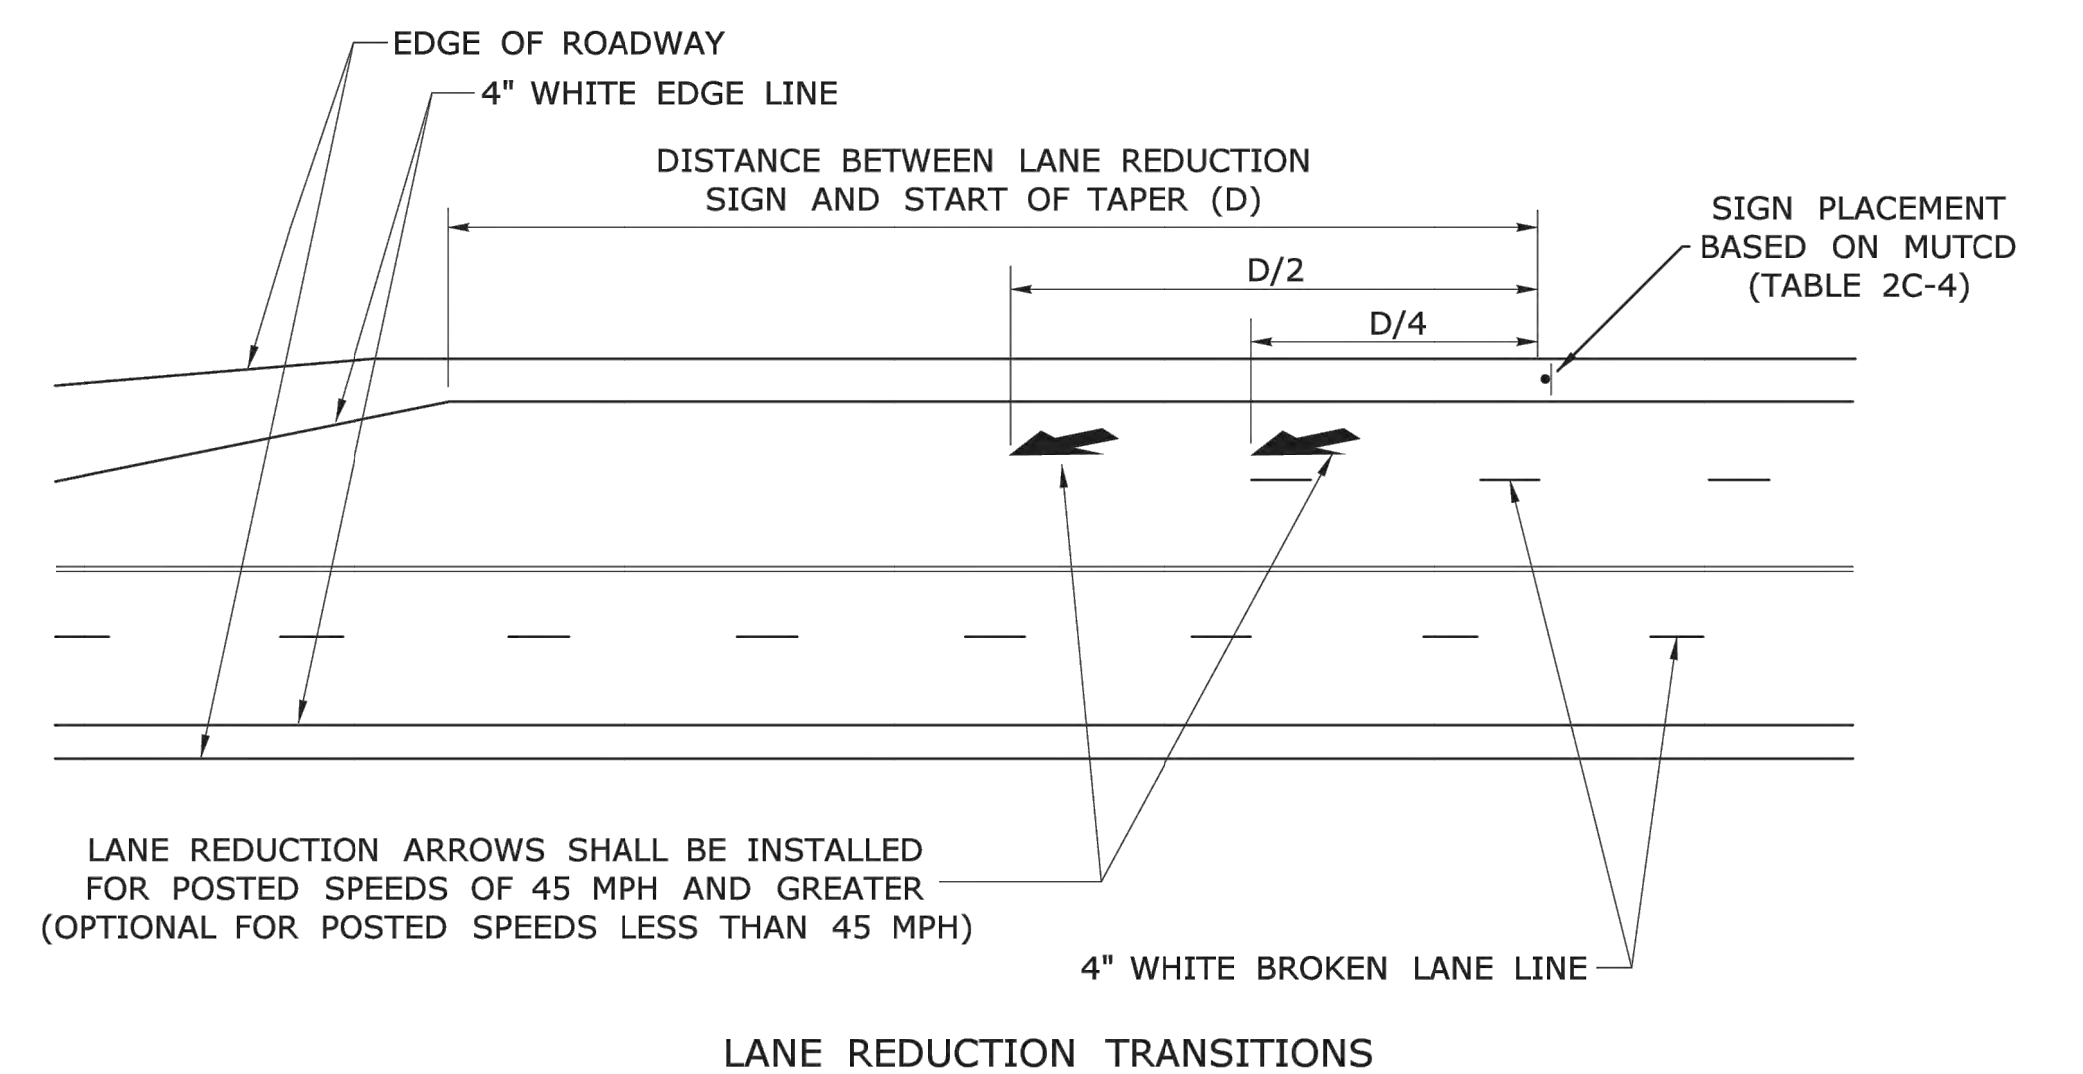 EDGE OF ROADWAY
4" WHITE EDGE LINE
DISTANCE BETWEEN LANE REDUCTION
SIGN AND START OF TAPER (D)
SIGN PLACEMENT
BASED ON MUTCD
(TABLE 2C-4)
D/2
D/4
LANE REDUCTION ARROWS SHALL BE INSTALLED
FOR POSTED SPEEDS OF 45 MPH AND GREATER
(OPTIONAL FOR POSTED SPEEDS LESS THAN 45 MPH)
4" WHITE BROKEN LANE LINE
LANE REDUCTION TRANSITIONS